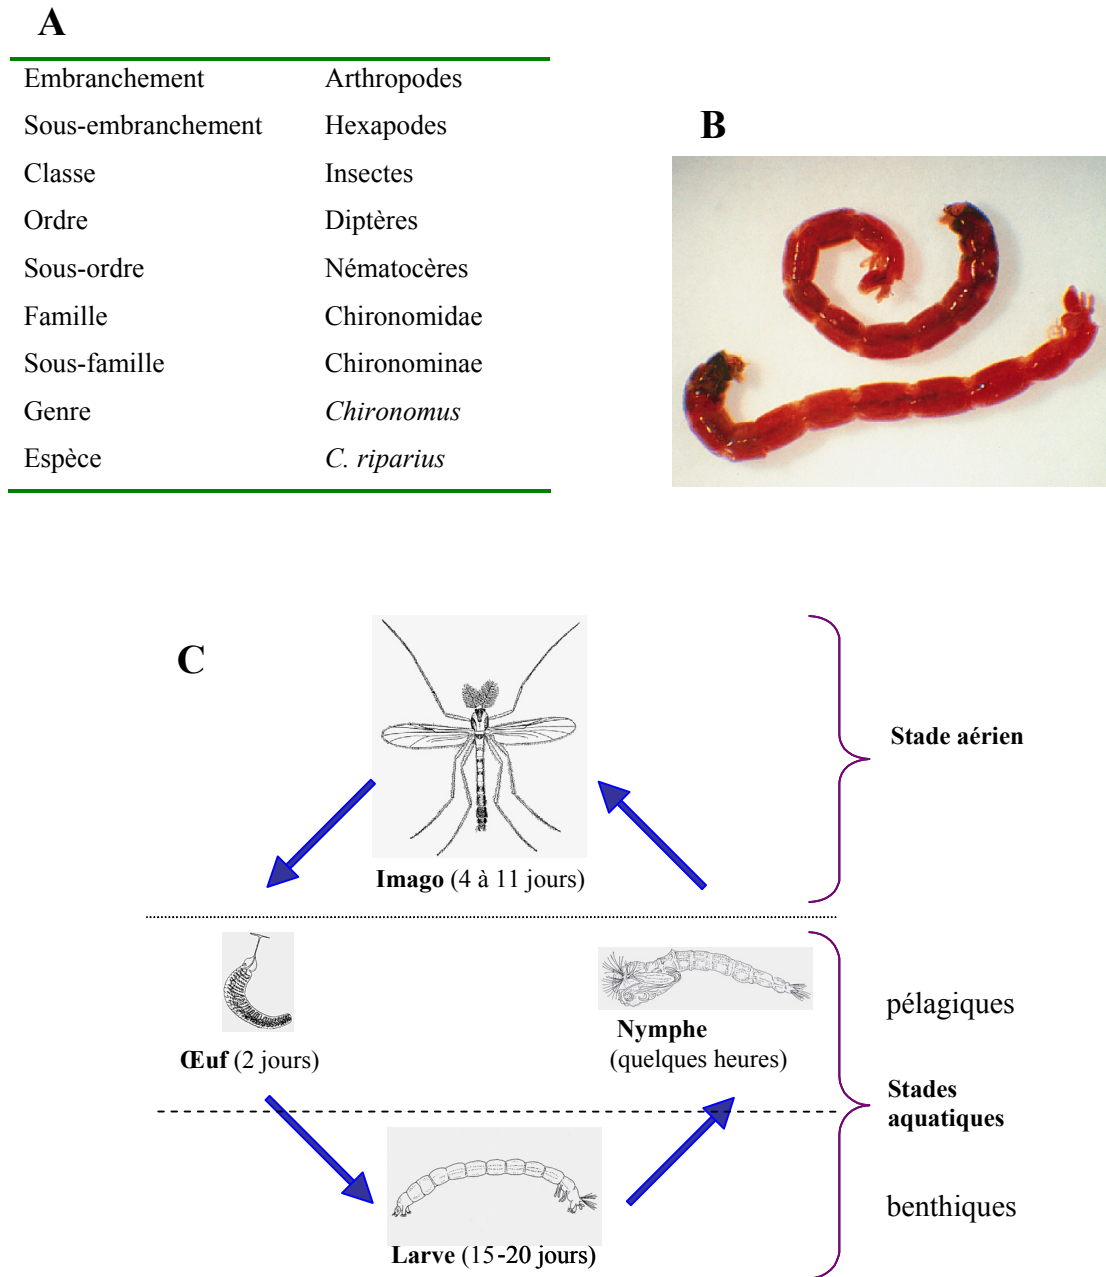 A
Embranchement Arthropodes
Sous-embranchement Hexapodes
Classe Insectes
Ordre Diptères
Sous-ordre Nématocères
Famille Chironomidae
Sous-famille Chironominae
Genre Chironomus
Espèce C. riparius
B
C
Stade aérien
Imago (4 à 11 jours)
Œuf (2 jours)
Nymphe
(quelques heures)
pélagiques
Stades
aquatiques
benthiques
Larve (15-20 jours)